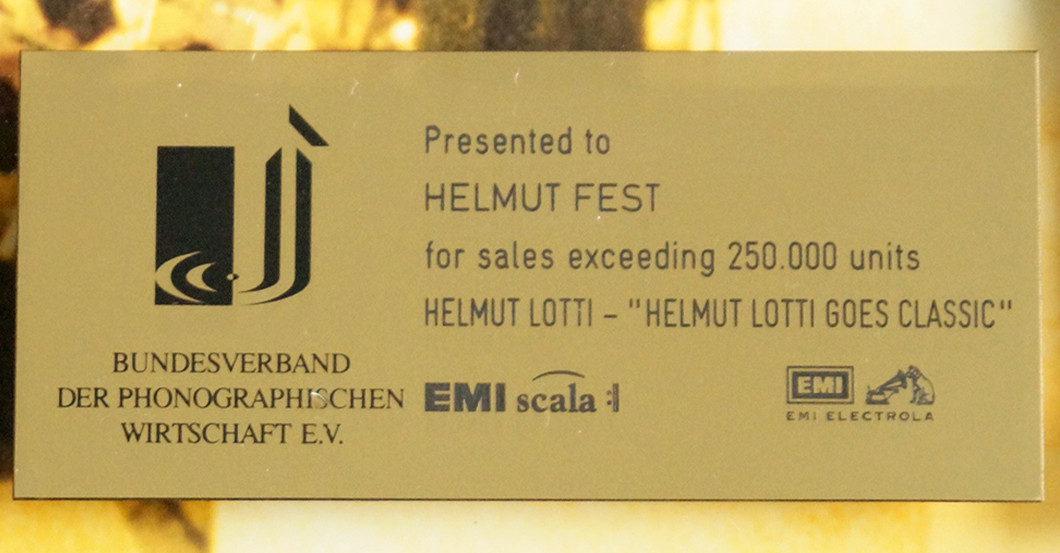 Presented to
HELMUT FEST
for sales exceeding 250.000 units
HELMUT LOTTI – "HELMUT LOTTI GOES CLASSIC"
BUNDESVERBAND
DER PHONOGRAPHISCHEN
WIRTSCHAFT E.V.
EMI scala
EMI
EMI ELECTROLA